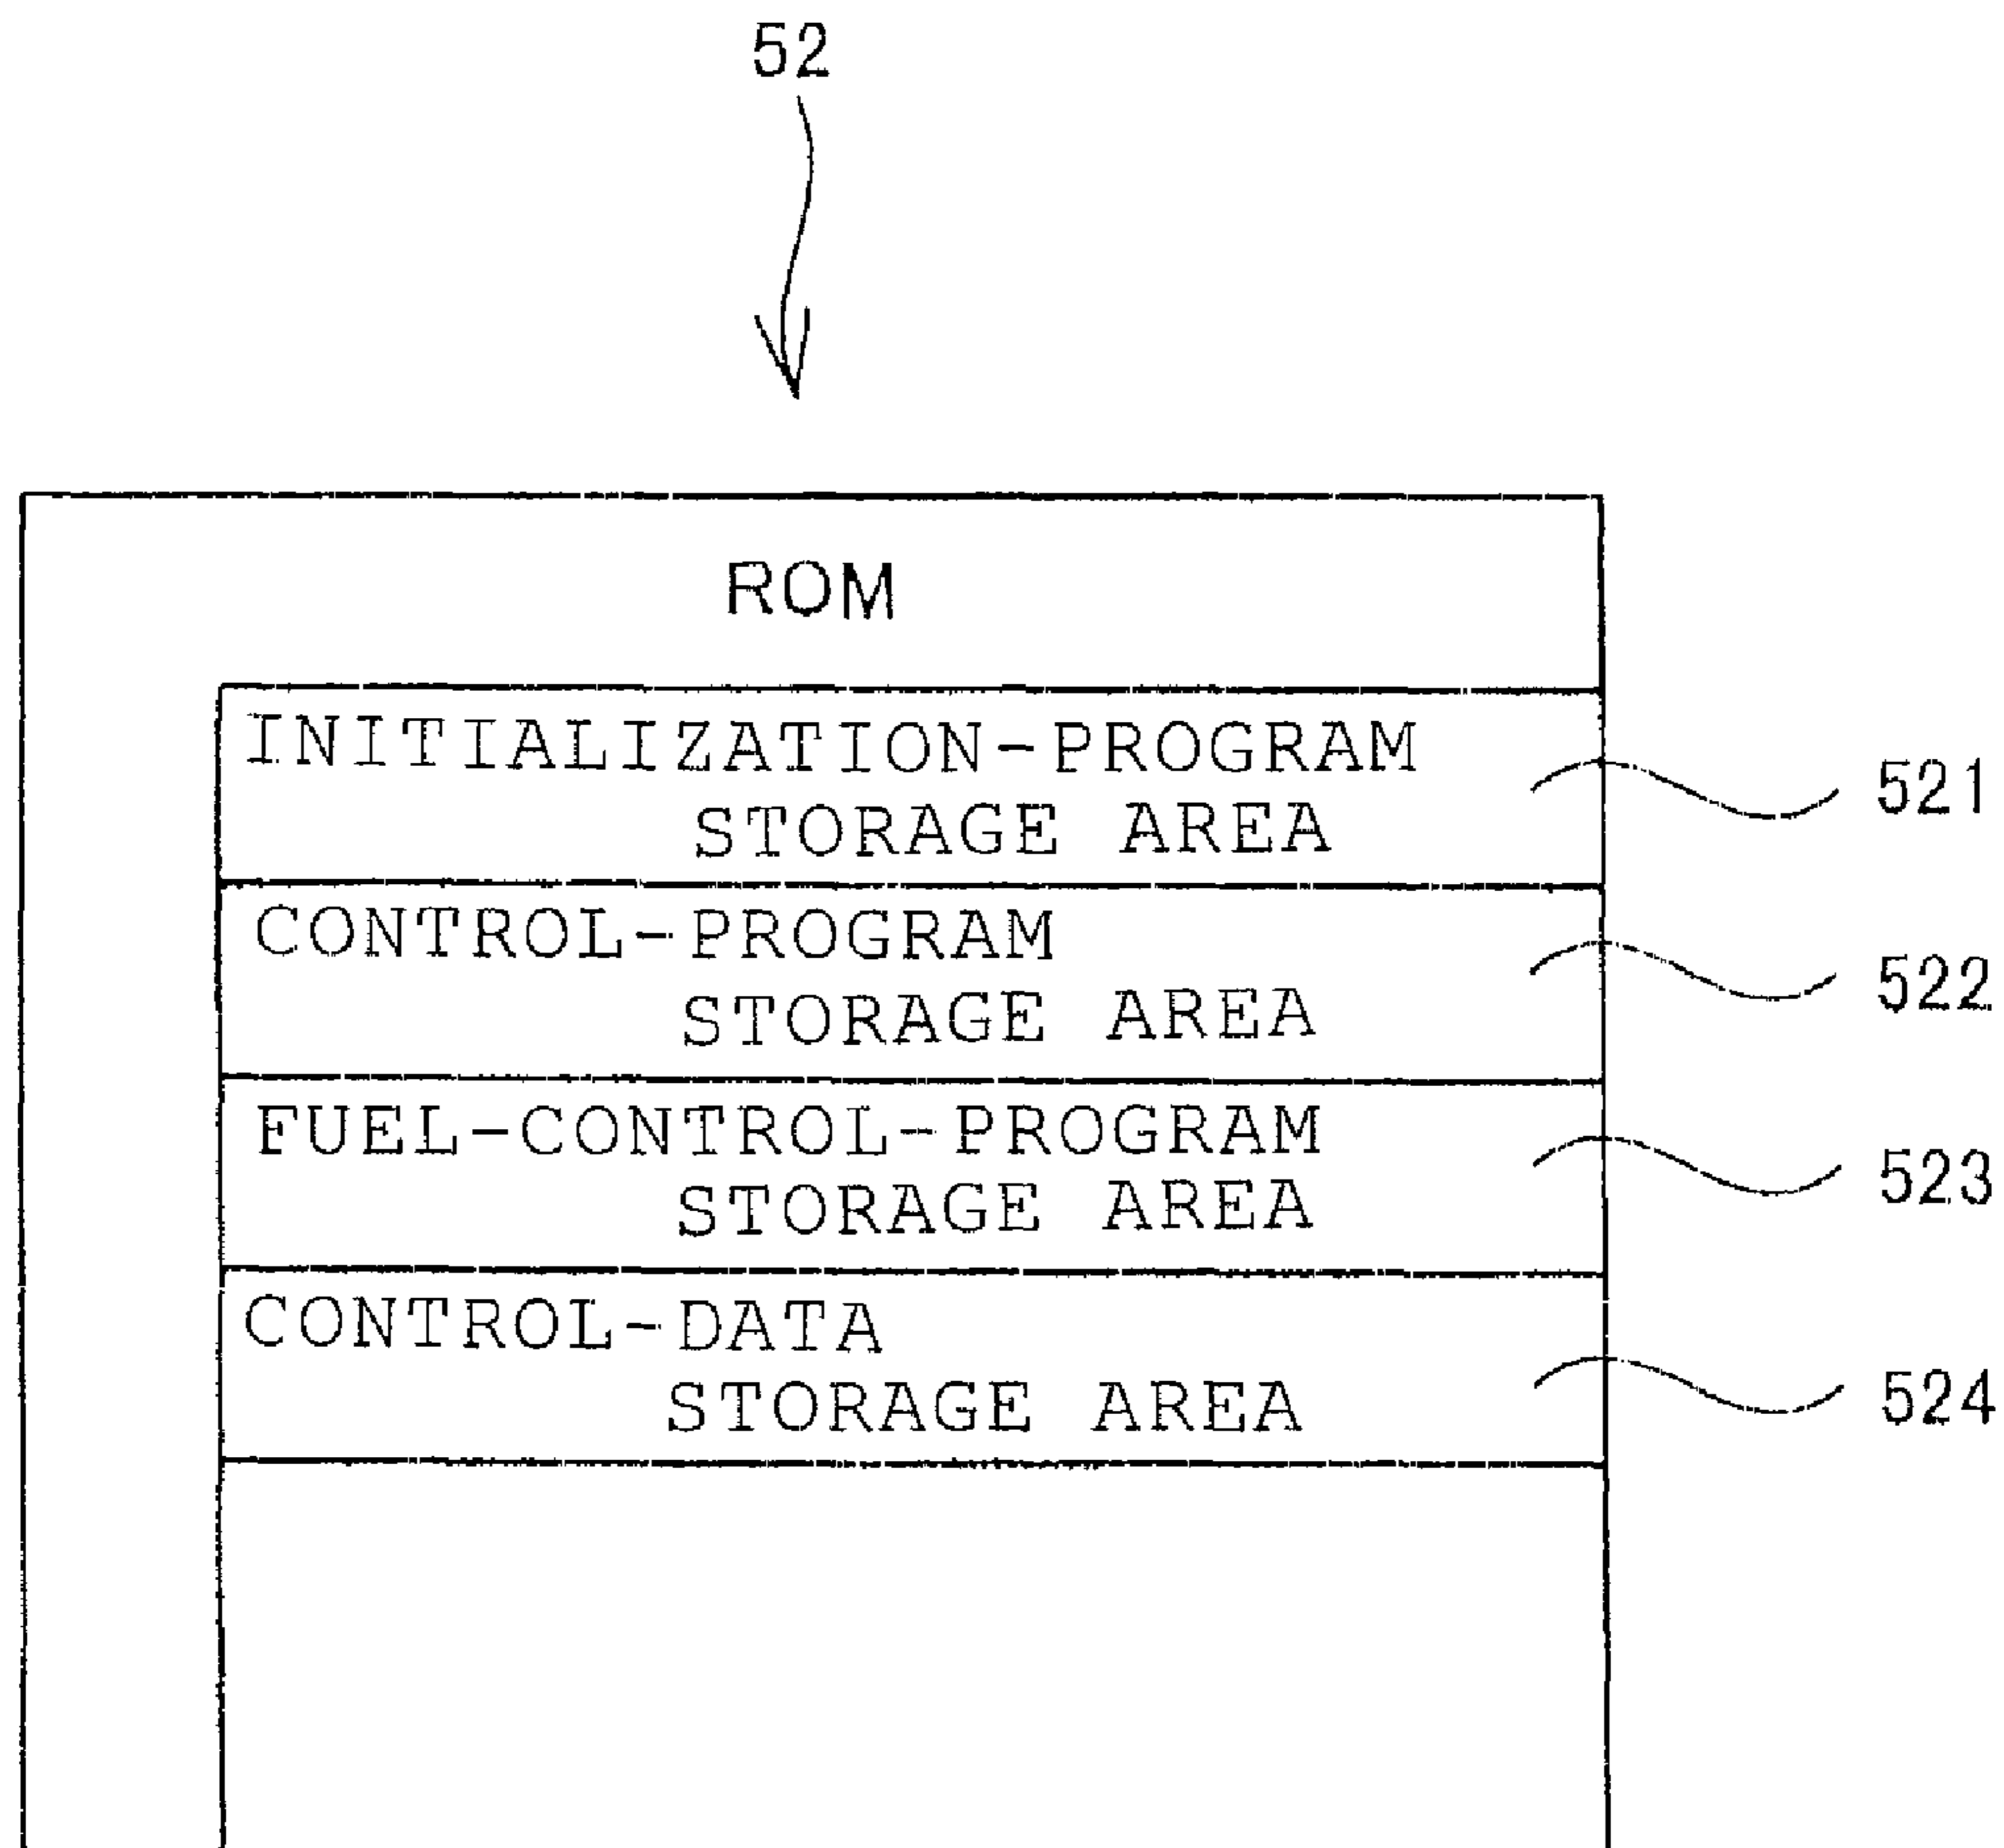 52
ROM
INITIALIZATION-PROGRAM
STORAGE AREA
521
CONTROL-PROGRAM
STORAGE AREA
522
FUEL-CONTROL-PROGRAM
STORAGE AREA
523
CONTROL-DATA
STORAGE AREA
524